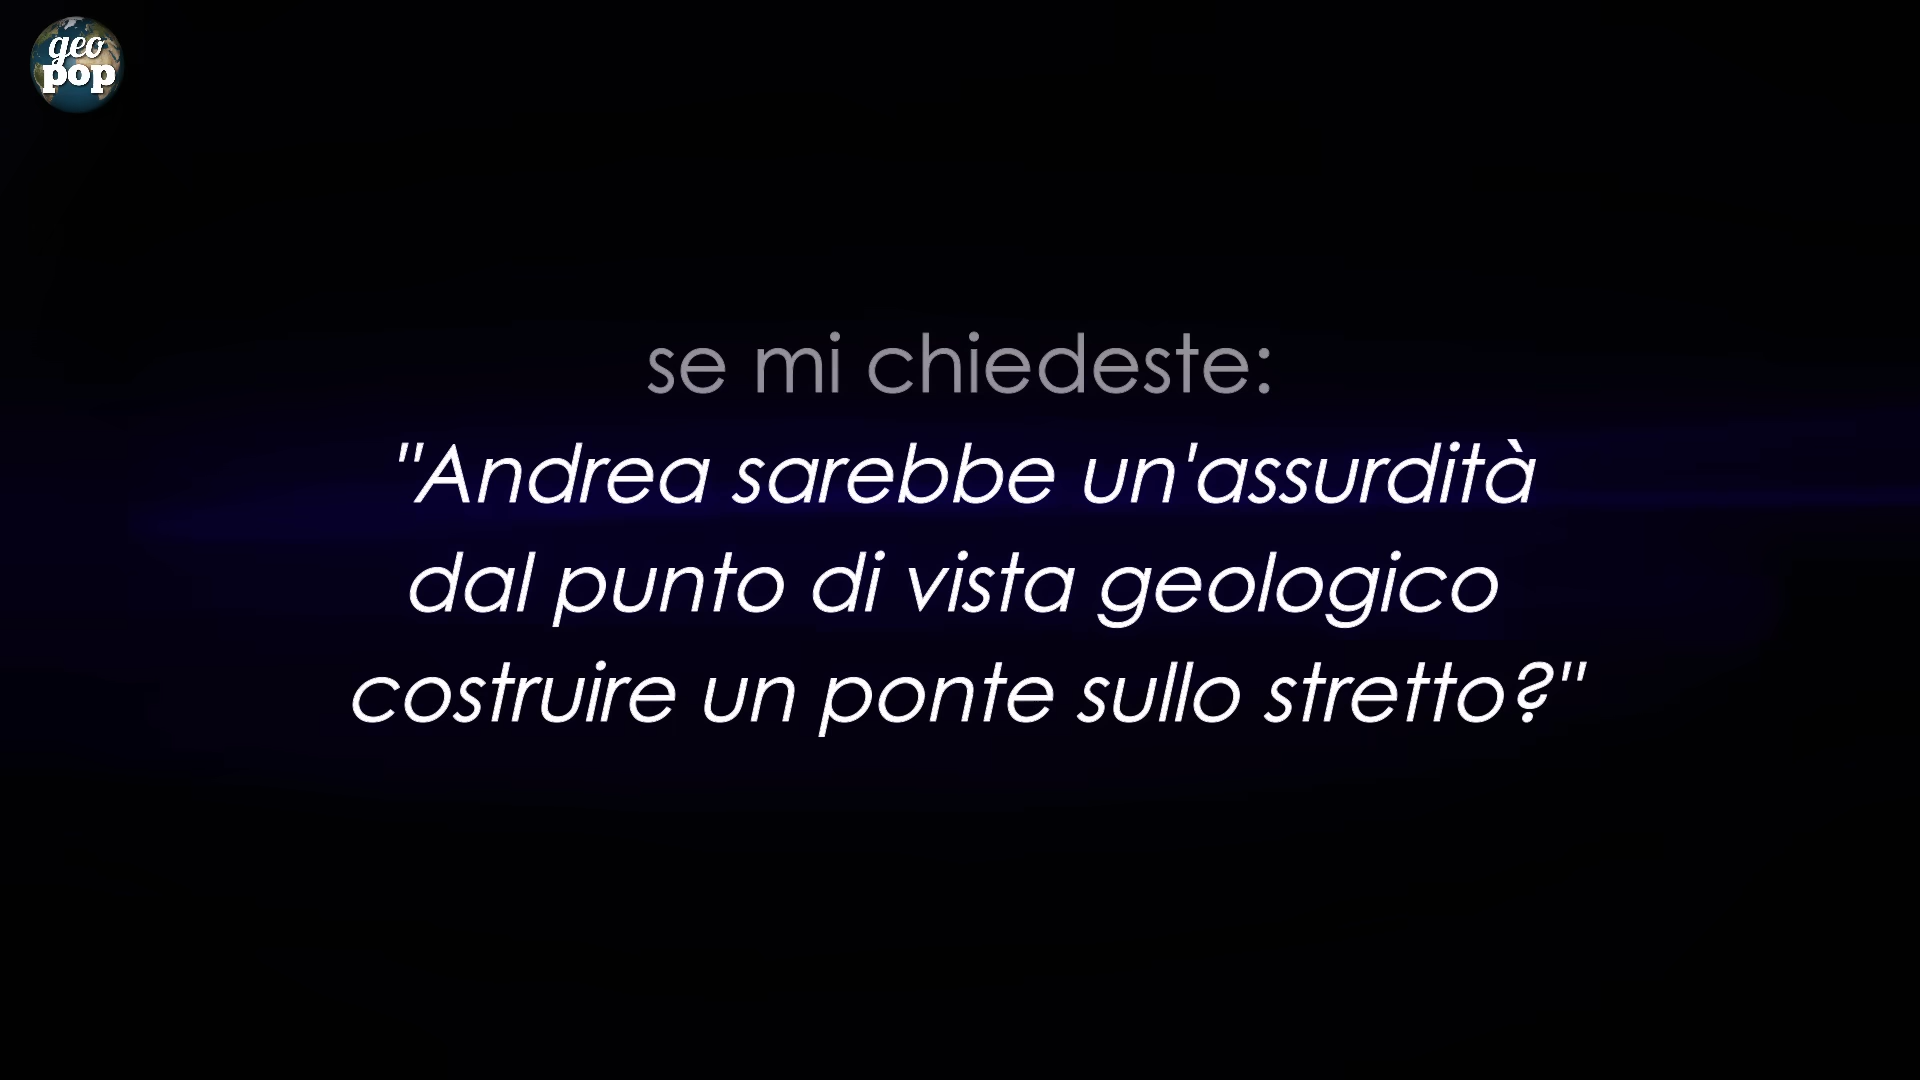 geo
pop
se mi chiedeste:
"Andrea sarebbe un'assurdità
dal punto di vista geologico
costruire un ponte sullo stretto?"